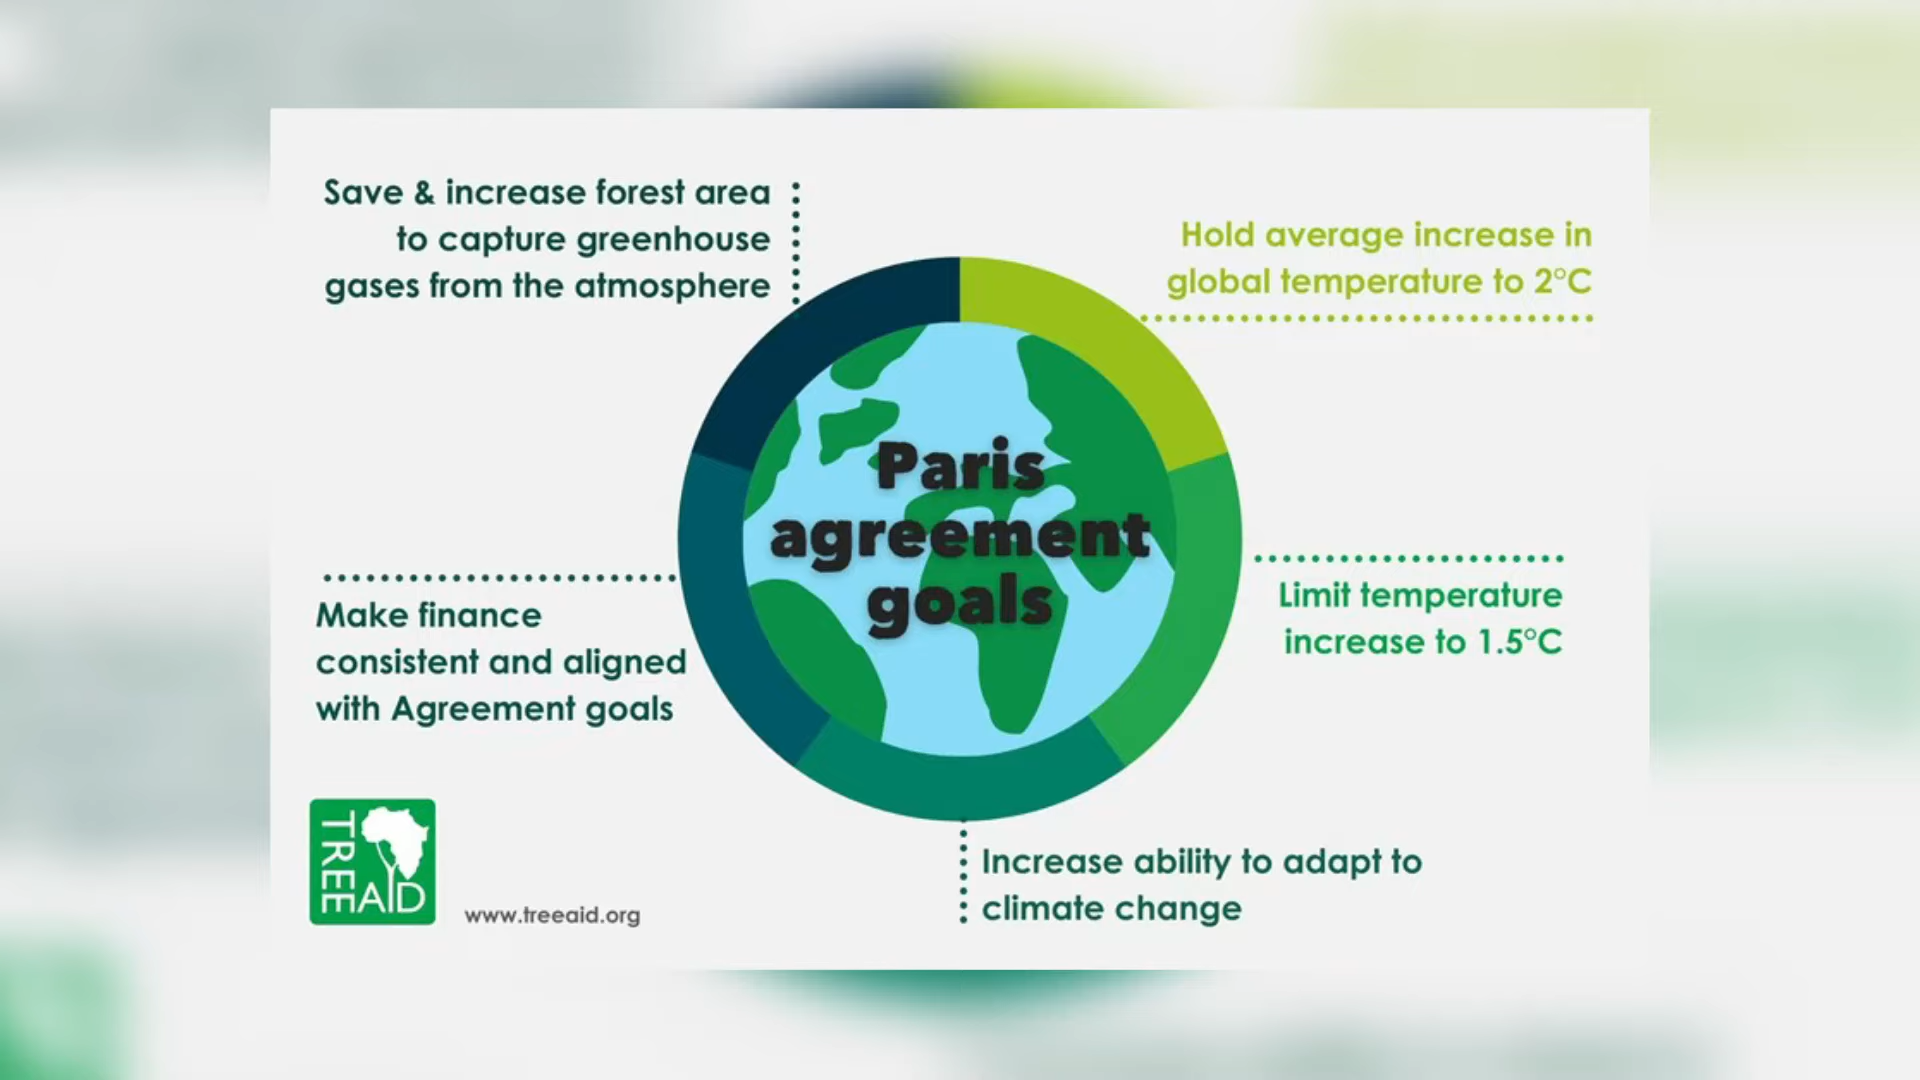 Save & increase forest area
to capture greenhouse
gases from the atmosphere
Hold average increase in
global temperature to 2°C
Paris
agreement
goals
Limit temperature
increase to 1.5°C
Make finance
consistent and aligned
with Agreement goals
Increase ability to adapt to
climate change
TREE
AID
www.treeaid.org